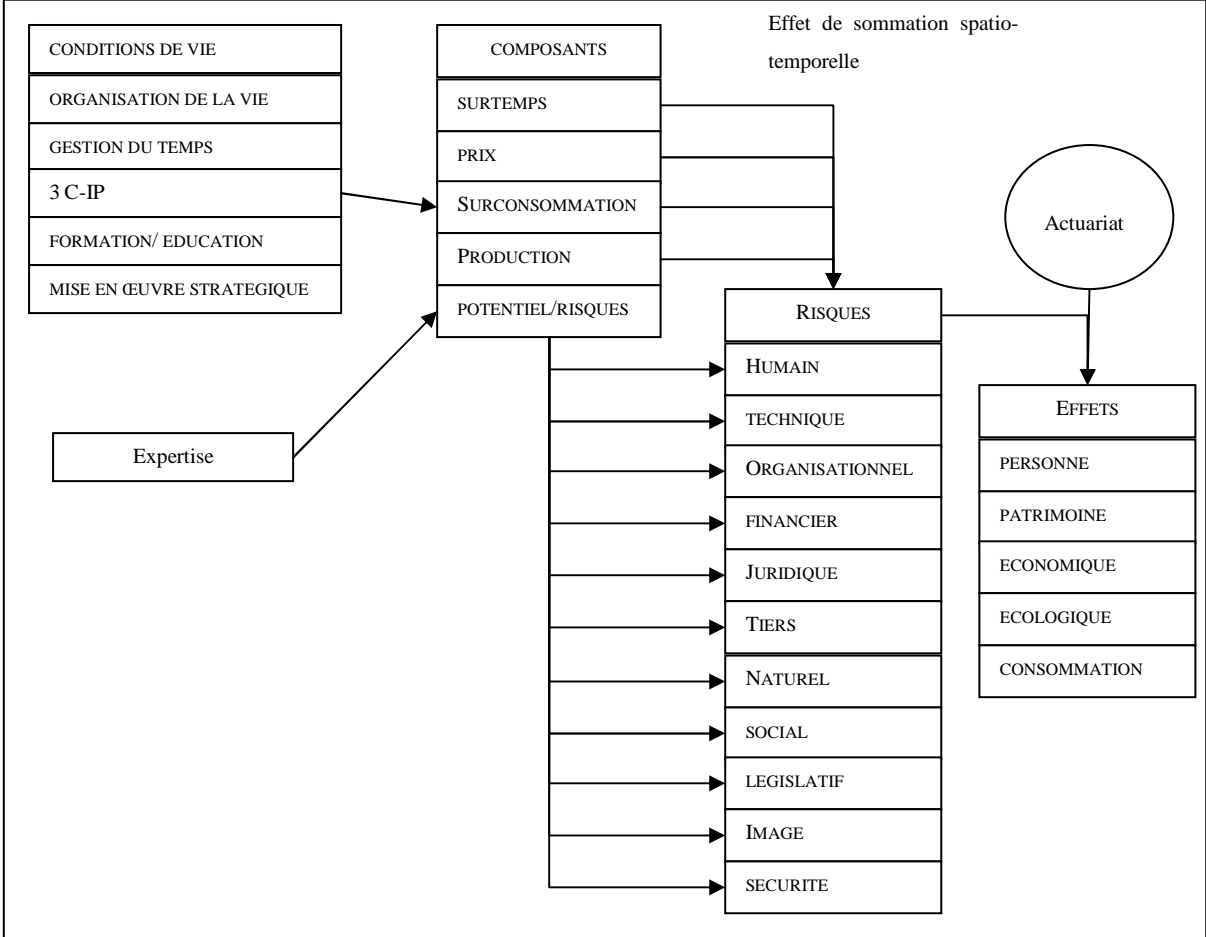 Effet de sommation spatio-
temporelle
CONDITIONS DE VIE
ORGANISATION DE LA VIE
GESTION DU TEMPS
3 C-IP
FORMATION/ EDUCATION
MISE EN ŒUVRE STRATEGIQUE
Expertise
COMPOSANTS
SURTEMPS
PRIX
SURCONSOMMATION
PRODUCTION
POTENTIEL/RISQUES
RISQUES
HUMAIN
TECHNIQUE
ORGANISATIONNEL
FINANCIER
JURIDIQUE
TIERS
NATUREL
SOCIAL
LEGISLATIF
IMAGE
SECURITE
Actuariat
EFFETS
PERSONNE
PATRIMOINE
ECONOMIQUE
ECOLOGIQUE
CONSOMMATION